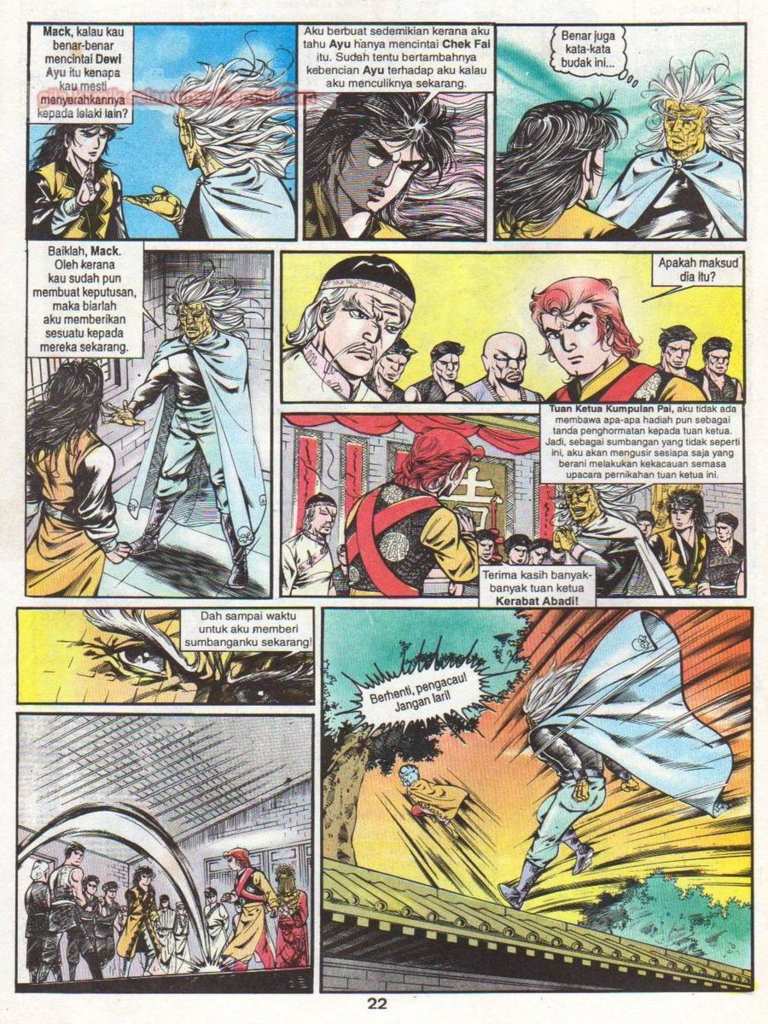 Mack, kalau kau
benar-benar
mencintai Dewi
Ayu itu kenapa
kau mesti
menyerahkannya
kepada lelaki lain?
Aku berbuat sedemikian kerana aku
tahu Ayu hanya mencintai Chek Fai
itu. Sudah tentu bertambahnya
kebencian Ayu terhadap aku kalau
aku menculiknya sekarang.
Benar juga
kata-kata
budak ini...
Baiklah, Mack.
Oleh kerana
kau sudah pun
membuat keputusan,
maka biarlah
aku memberikan
sesuatu kepada
mereka sekarang.
Apakah maksud
dia itu?
Tuan Ketua Kumpulan Pai, aku tidak ada
membawa apa-apa hadiah pun sebagai
tanda penghormatan kepada tuan ketua.
Jadi, sebagai sumbangan yang tidak seperti
ini, aku akan mengusir sesiapa saja yang
berani melakukan kekacauan semasa
upacara pernikahan tuan ketua ini.
Terima kasih banyak-
banyak tuan ketua
Kerabat Abadi!
Dah sampai waktu
untuk aku memberi
sumbanganku sekarang!
Berhenti, pengacau!
Jangan lari!
22